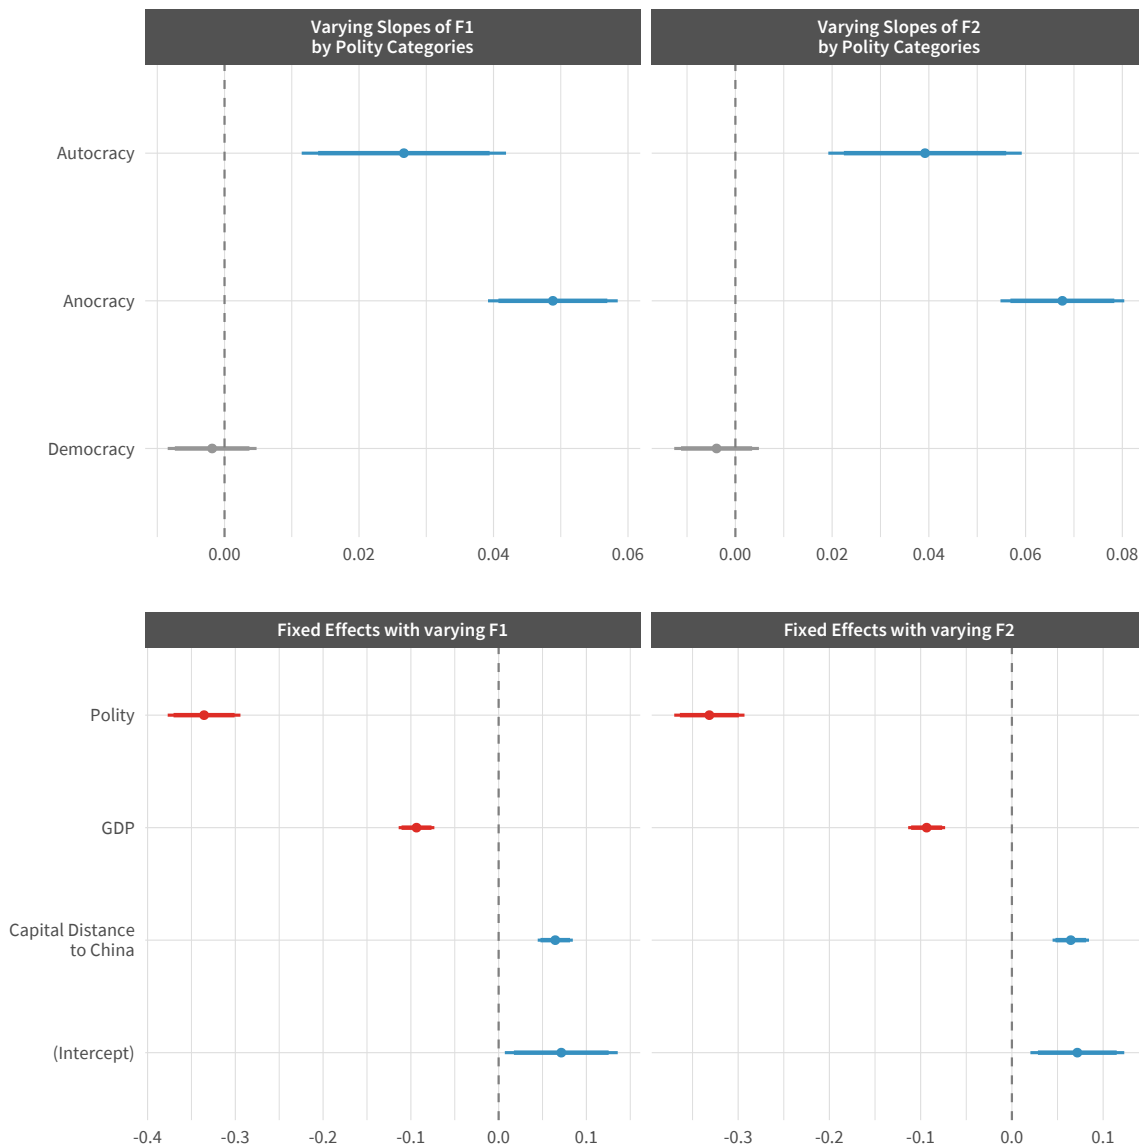 Varying Slopes of F1
by Polity Categories
Varying Slopes of F2
by Polity Categories
Autocracy
Anocracy
Democracy
0.00 0.02 0.04 0.06
0.00 0.02 0.04 0.06 0.08
Fixed Effects with varying F1
Fixed Effects with varying F2
Polity
GDP
Capital Distance
to China
(Intercept)
-0.4 -0.3 -0.2 -0.1 0.0 0.1
-0.3 -0.2 -0.1 0.0 0.1